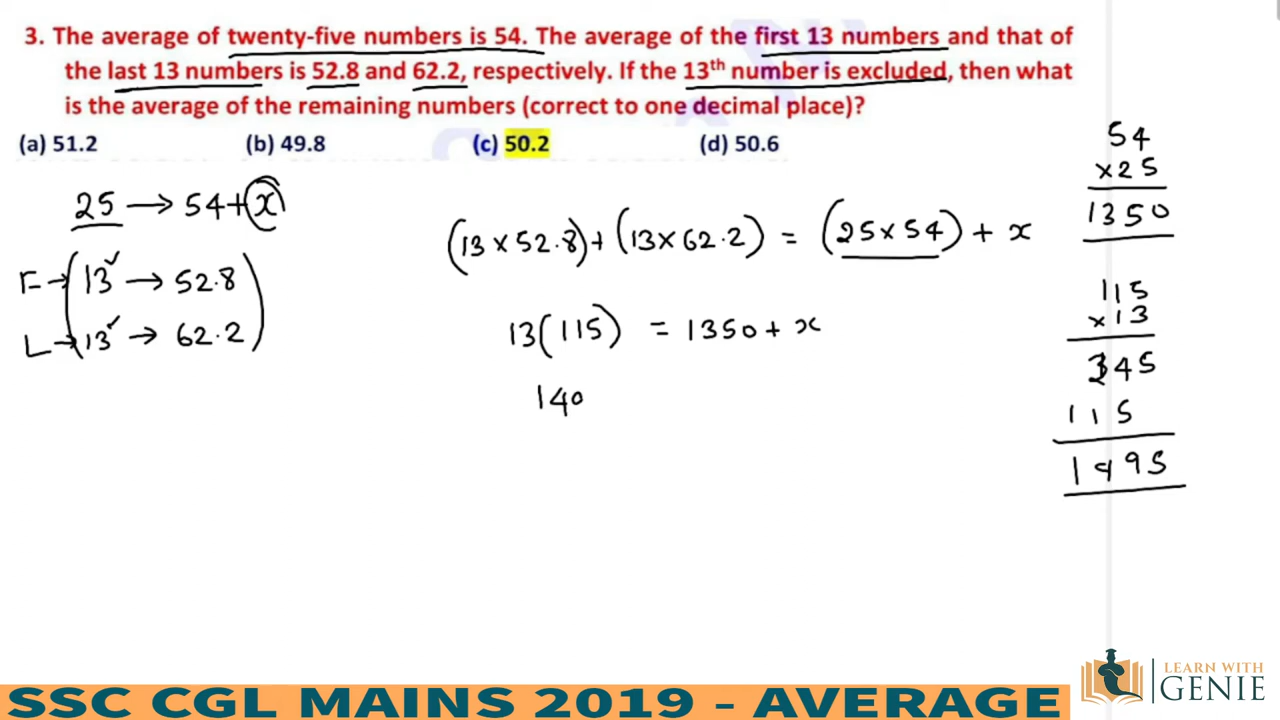 3. The average of twenty-five numbers is 54. The average of the first 13 numbers and that of
the last 13 numbers is 52.8 and 62.2, respectively. If the 13th number is excluded, then what
is the average of the remaining numbers (correct to one decimal place)?
(a) 51.2 (b) 49.8 (c) 50.2 (d) 50.6
25 → 54+x
F → 13 → 52.8
L → 13 → 62.2
(13 × 52.8) + (13 × 62.2) = (25 × 54) + x
13(115) = 1350 + x
140
54
×25
1350
115
×13
345
115
1495
LEARN WITH
GENIE
SSC CGL MAINS 2019 - AVERAGE